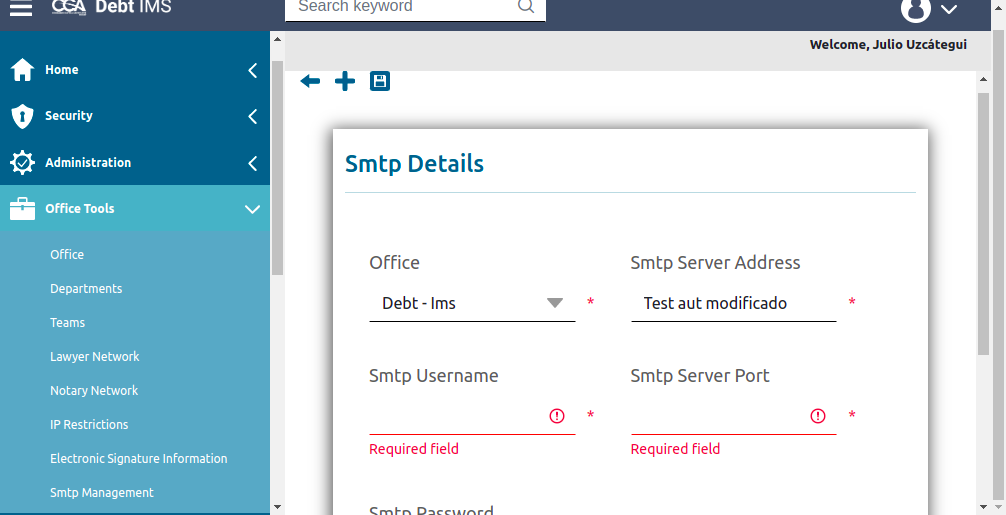 CCA Debt IMS
Search keyword
Welcome, Julio Uzcátegui
Home
Security
Administration
Office Tools
Office
Departments
Teams
Lawyer Network
Notary Network
IP Restrictions
Electronic Signature Information
Smtp Management
Smtp Details
Office
Smtp Server Address
Debt - Ims *
Test aut modificado *
Smtp Username
Smtp Server Port
*
*
Required field
Required field
Smtp Password